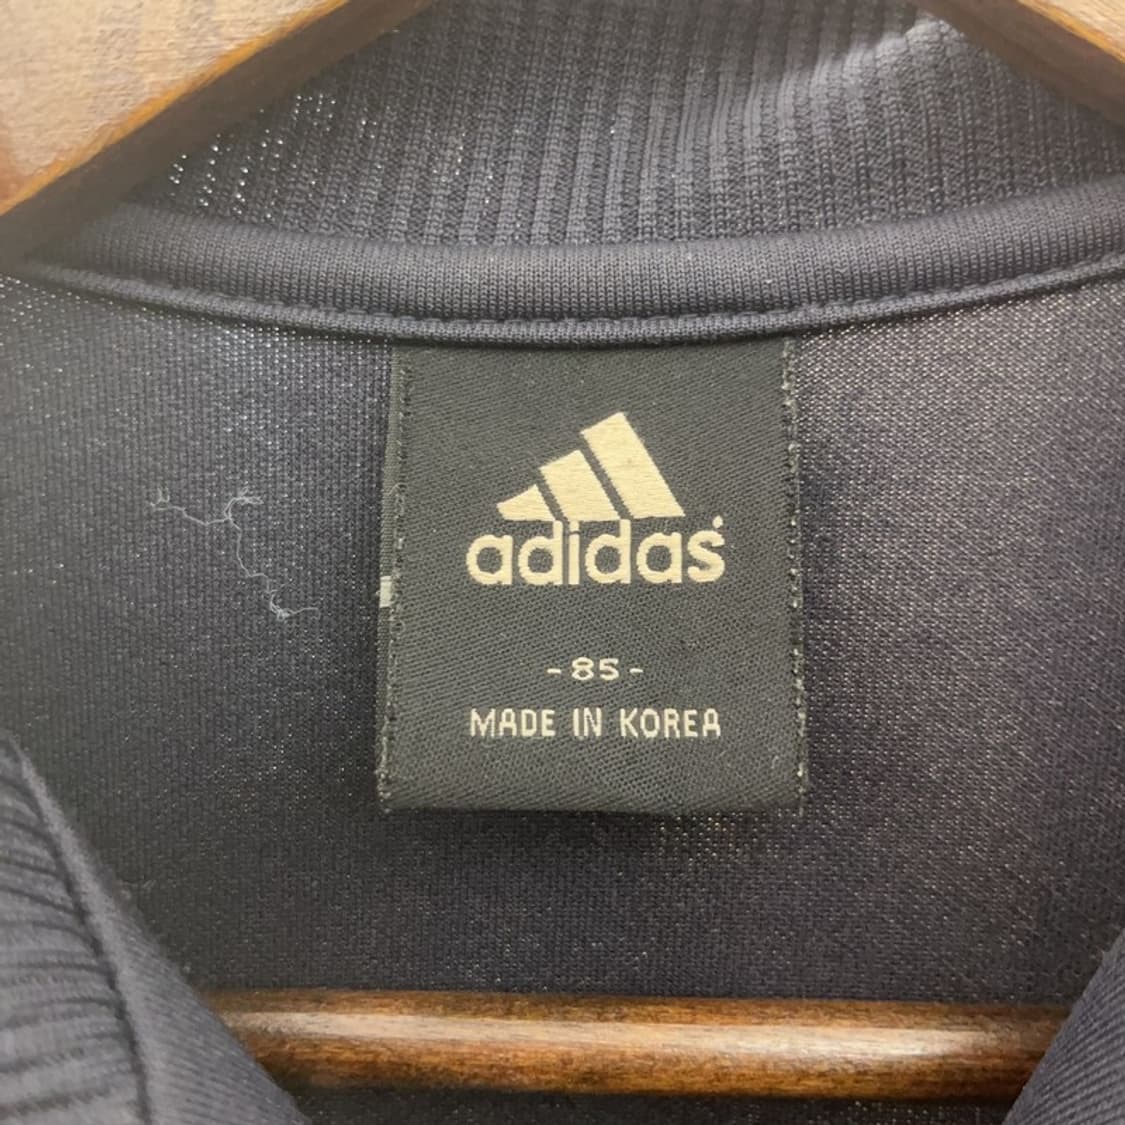 adidas
-85-
MADE IN KOREA